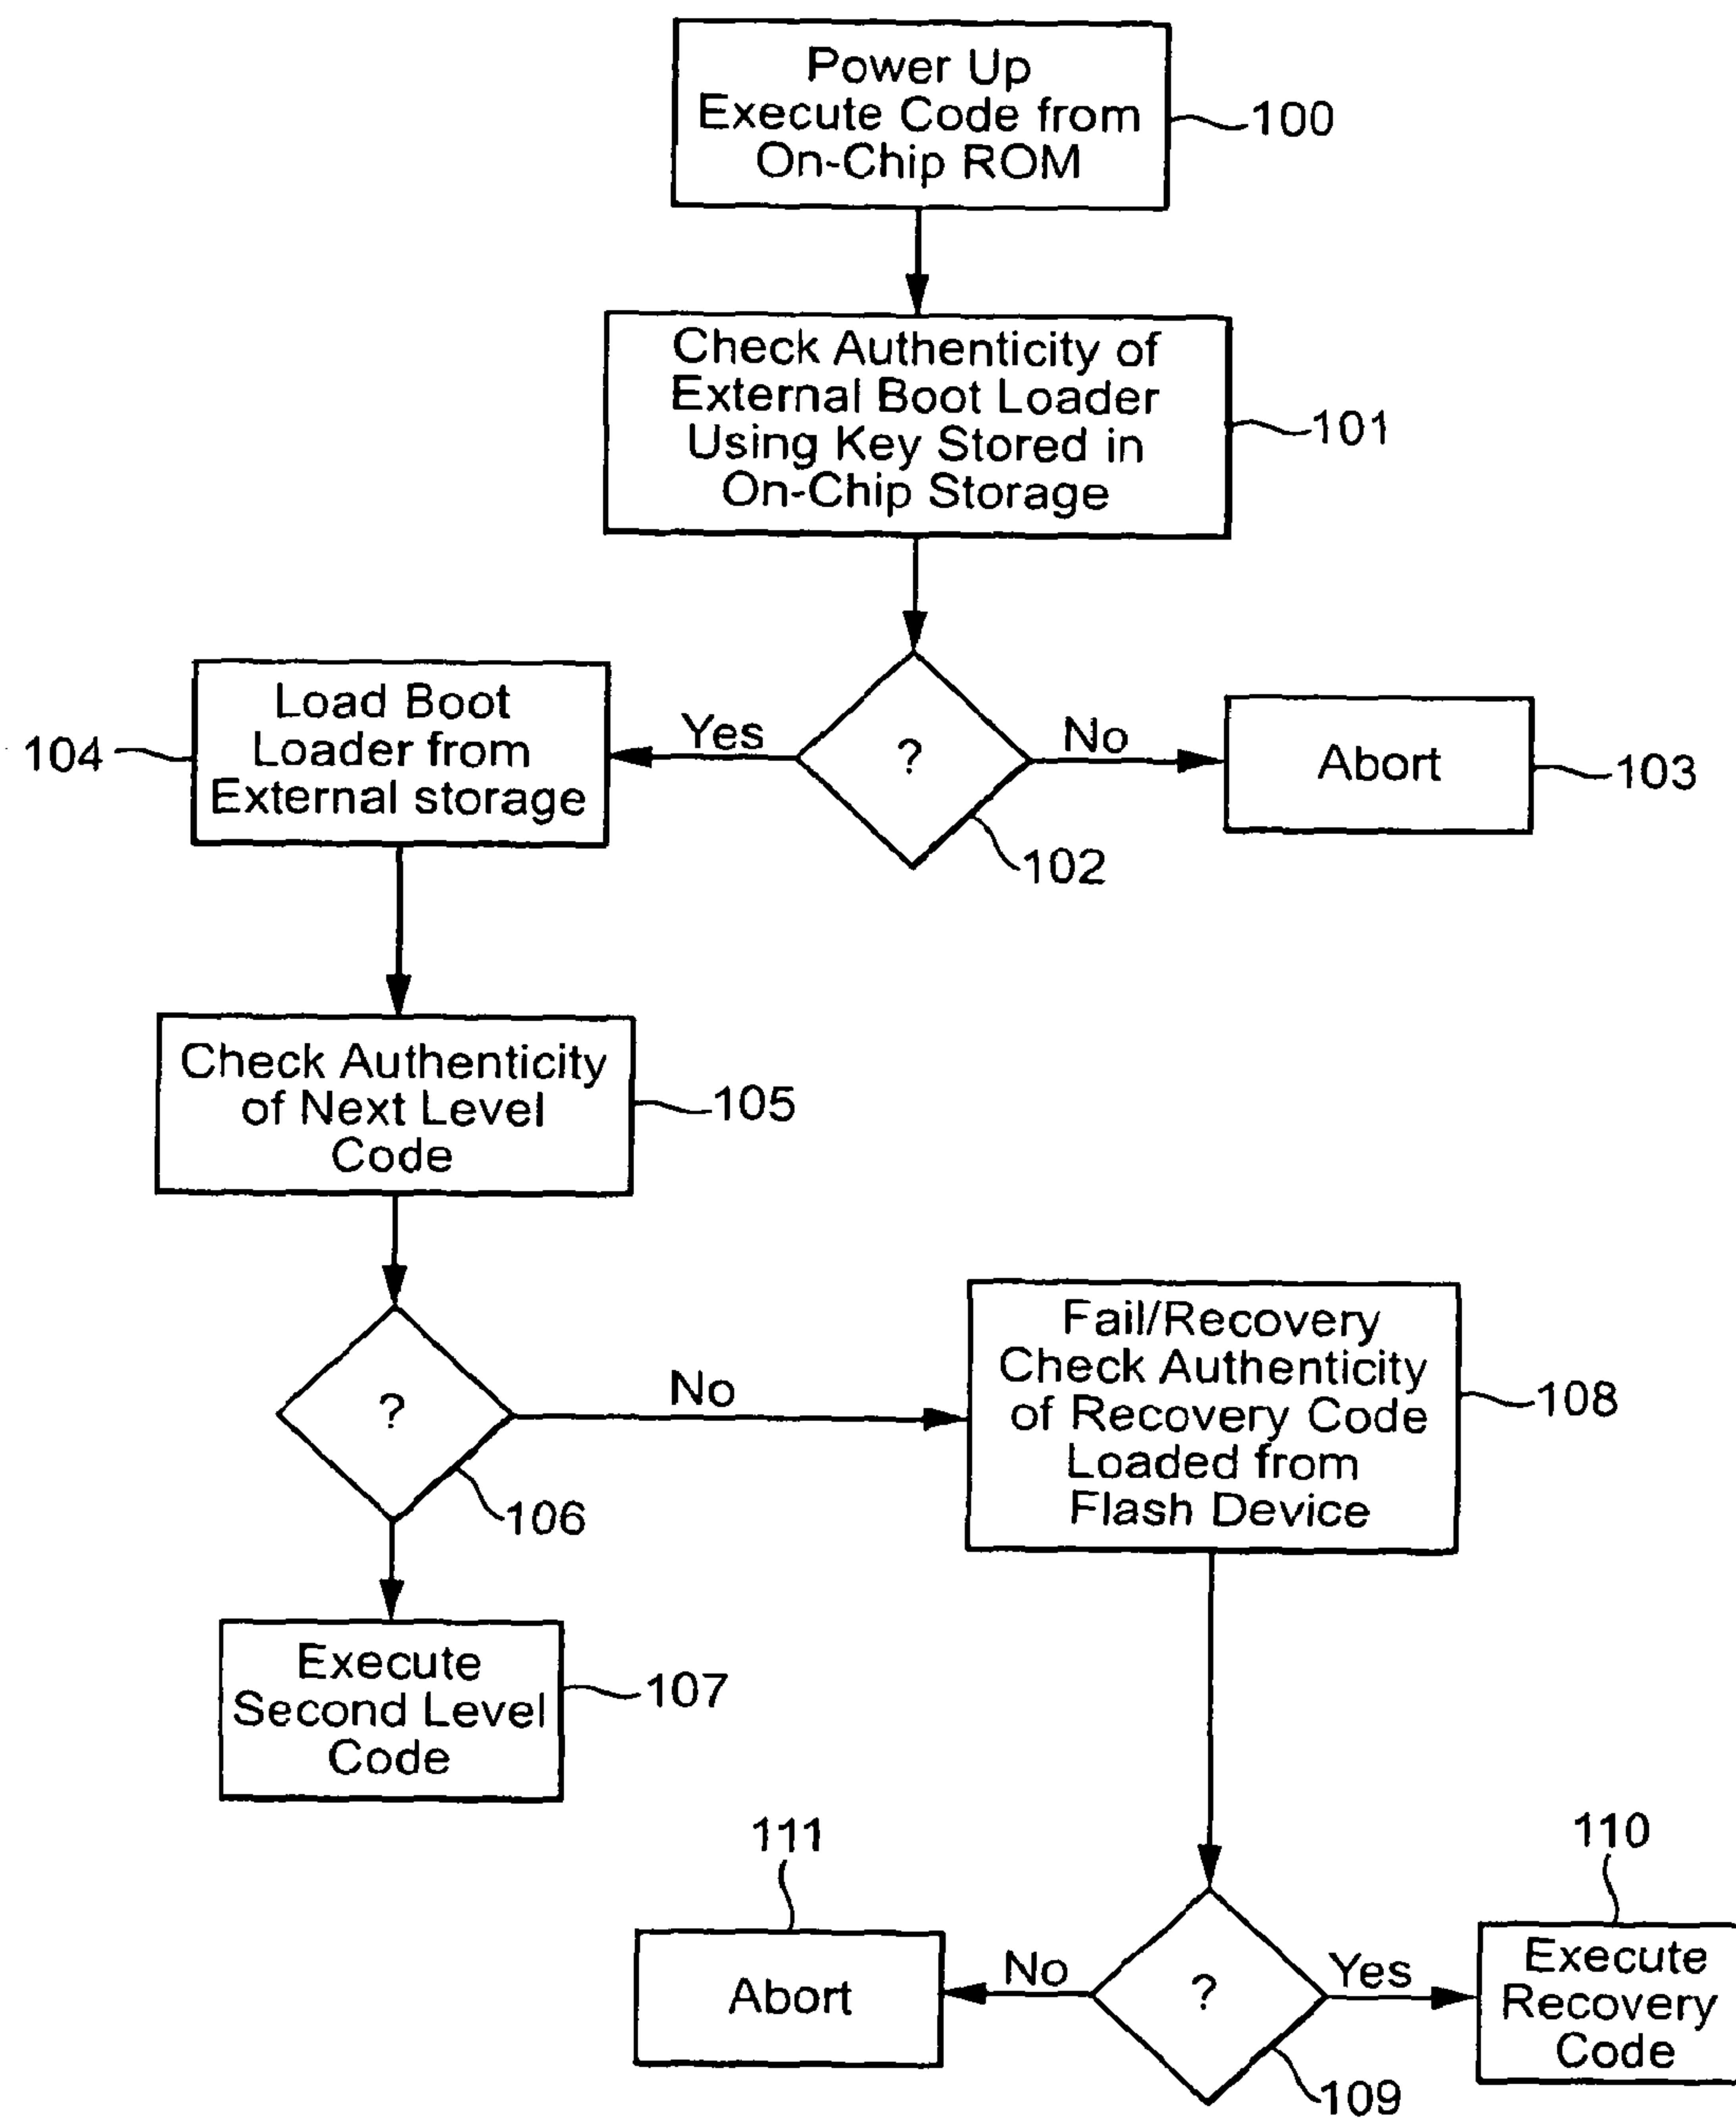 Power Up
Execute Code from
On-Chip ROM
100
Check Authenticity of
External Boot Loader
Using Key Stored in
On-Chip Storage
101
Load Boot
Loader from
External storage
104
Yes
?
No
Abort
103
102
Check Authenticity
of Next Level
Code
105
?
No
106
Fail/Recovery
Check Authenticity
of Recovery Code
Loaded from
Flash Device
108
Execute
Second Level
Code
107
111
Abort
No
?
Yes
109
110
Execute
Recovery
Code